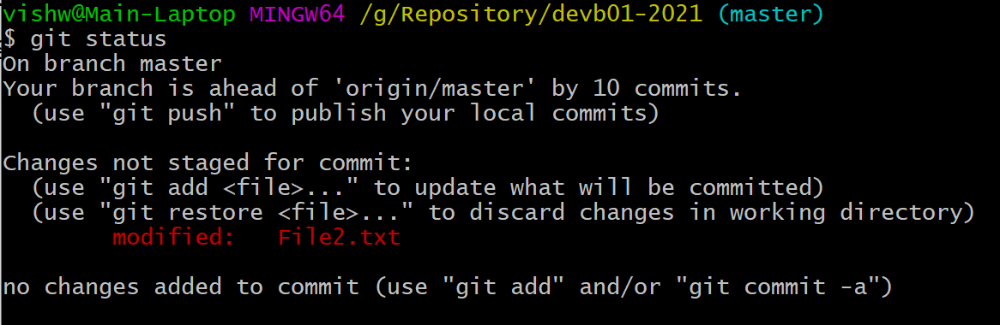 vishw@Main-Laptop MINGW64 /g/Repository/devb01-2021 (master)
$ git status
On branch master
Your branch is ahead of 'origin/master' by 10 commits.
  (use "git push" to publish your local commits)

Changes not staged for commit:
  (use "git add <file>..." to update what will be committed)
  (use "git restore <file>..." to discard changes in working directory)
        modified:   File2.txt

no changes added to commit (use "git add" and/or "git commit -a")